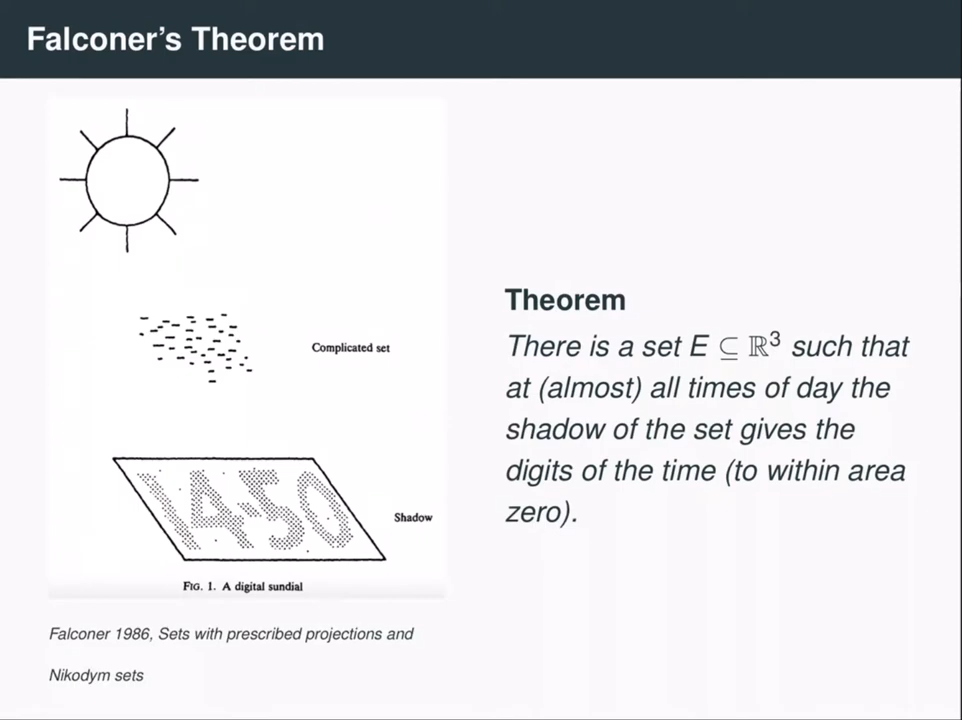 Falconer's Theorem
Complicated set
14:50
Shadow
FIG. 1. A digital sundial
Falconer 1986, Sets with prescribed projections and
Nikodym sets
Theorem
There is a set E ⊆ ℝ³ such that
at (almost) all times of day the
shadow of the set gives the
digits of the time (to within area
zero).